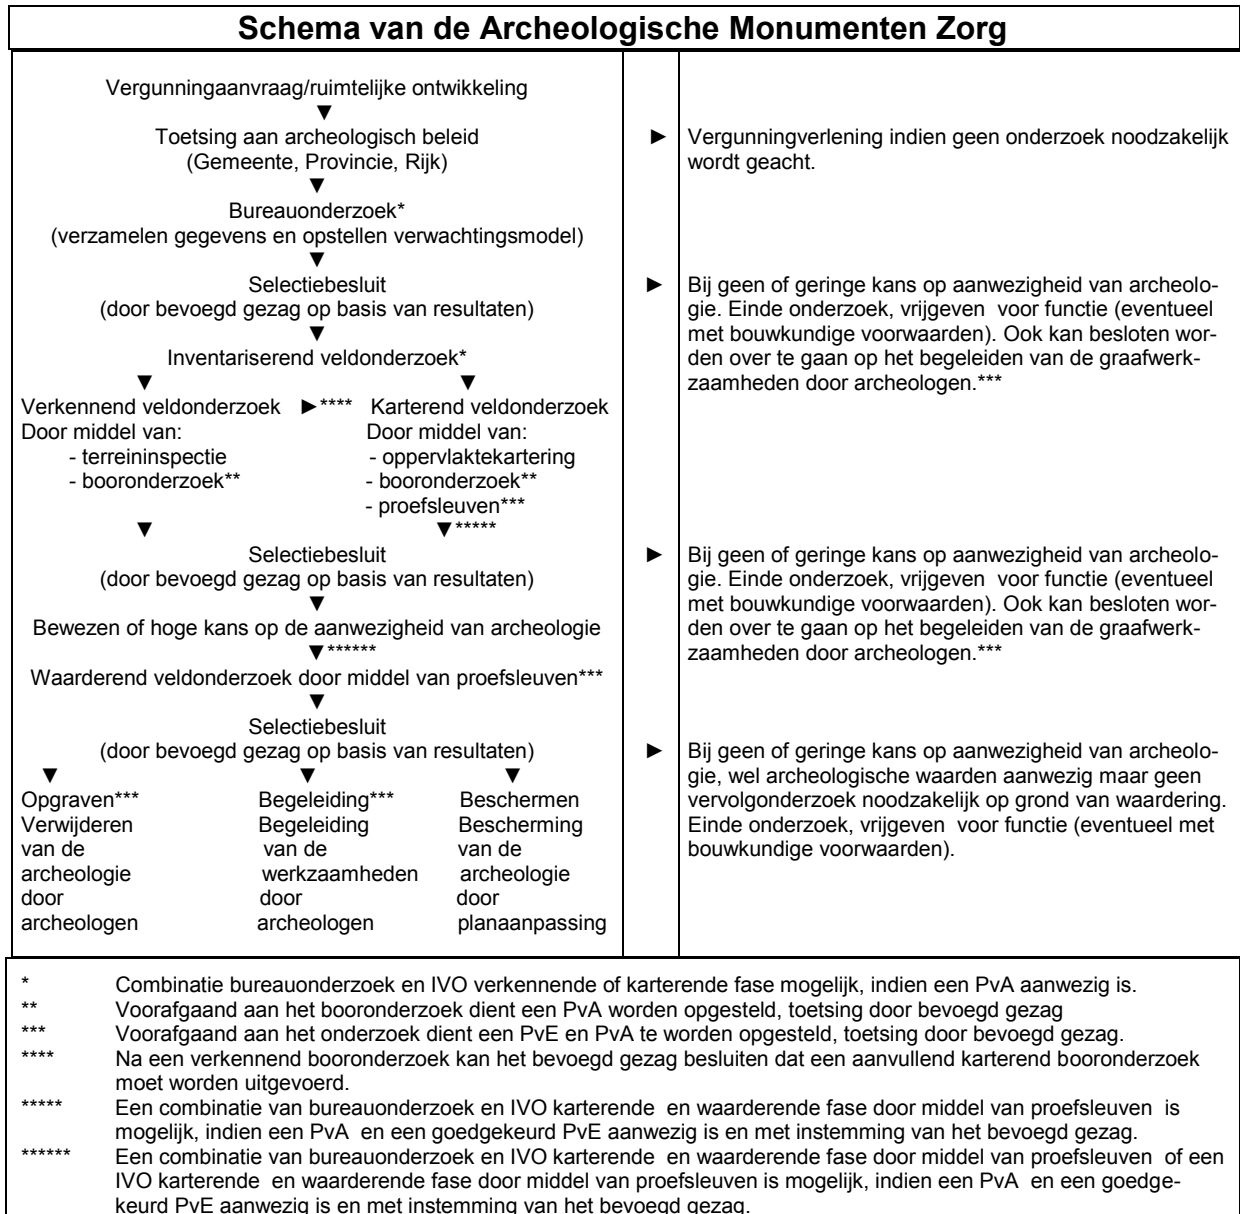 Schema van de Archeologische Monumenten Zorg
Vergunningaanvraag/ruimtelijke ontwikkeling
▼
Toetsing aan archeologisch beleid
(Gemeente, Provincie, Rijk)
► Vergunningverlening indien geen onderzoek noodzakelijk
wordt geacht.
▼
Bureauonderzoek*
(verzamelen gegevens en opstellen verwachtingsmodel)
▼
Selectiebesluit
(door bevoegd gezag op basis van resultaten)
► Bij geen of geringe kans op aanwezigheid van archeolo-
gie. Einde onderzoek, vrijgeven voor functie (eventueel
met bouwkundige voorwaarden). Ook kan besloten wor-
den over te gaan op het begeleiden van de graafwerk-
zaamheden door archeologen.***
▼
Inventariserend veldonderzoek*
▼ ▼
Verkennend veldonderzoek ►**** Karterend veldonderzoek
Door middel van: Door middel van:
- terreininspectie - oppervlaktekartering
- booronderzoek** - booronderzoek**
- proefsleuven***
▼ ▼*****
Selectiebesluit
(door bevoegd gezag op basis van resultaten)
► Bij geen of geringe kans op aanwezigheid van archeolo-
gie. Einde onderzoek, vrijgeven voor functie (eventueel
met bouwkundige voorwaarden). Ook kan besloten wor-
den over te gaan op het begeleiden van de graafwerk-
zaamheden door archeologen.***
▼
Bewezen of hoge kans op de aanwezigheid van archeologie
▼******
Waarderend veldonderzoek door middel van proefsleuven***
▼
Selectiebesluit
(door bevoegd gezag op basis van resultaten)
► Bij geen of geringe kans op aanwezigheid van archeolo-
gie, wel archeologische waarden aanwezig maar geen
vervolgonderzoek noodzakelijk op grond van waardering.
Einde onderzoek, vrijgeven voor functie (eventueel met
bouwkundige voorwaarden).
▼ ▼ ▼
Opgraven*** Begeleiding*** Beschermen
Verwijderen Begeleiding Bescherming
van de van de van de
archeologie werkzaamheden archeologie
door door door
archeologen archeologen planaanpassing
* Combinatie bureauonderzoek en IVO verkennende of karterende fase mogelijk, indien een PvA aanwezig is.
** Voorafgaand aan het booronderzoek dient een PvA worden opgesteld, toetsing door bevoegd gezag
*** Voorafgaand aan het onderzoek dient een PvE en PvA te worden opgesteld, toetsing door bevoegd gezag.
**** Na een verkennend booronderzoek kan het bevoegd gezag besluiten dat een aanvullend karterend booronderzoek
moet worden uitgevoerd.
***** Een combinatie van bureauonderzoek en IVO karterende en waarderende fase door middel van proefsleuven is
mogelijk, indien een PvA en een goedgekeurd PvE aanwezig is en met instemming van het bevoegd gezag.
****** Een combinatie van bureauonderzoek en IVO karterende en waarderende fase door middel van proefsleuven of een
IVO karterende en waarderende fase door middel van proefsleuven is mogelijk, indien een PvA en een goedge-
keurd PvE aanwezig is en met instemming van het bevoegd gezag.